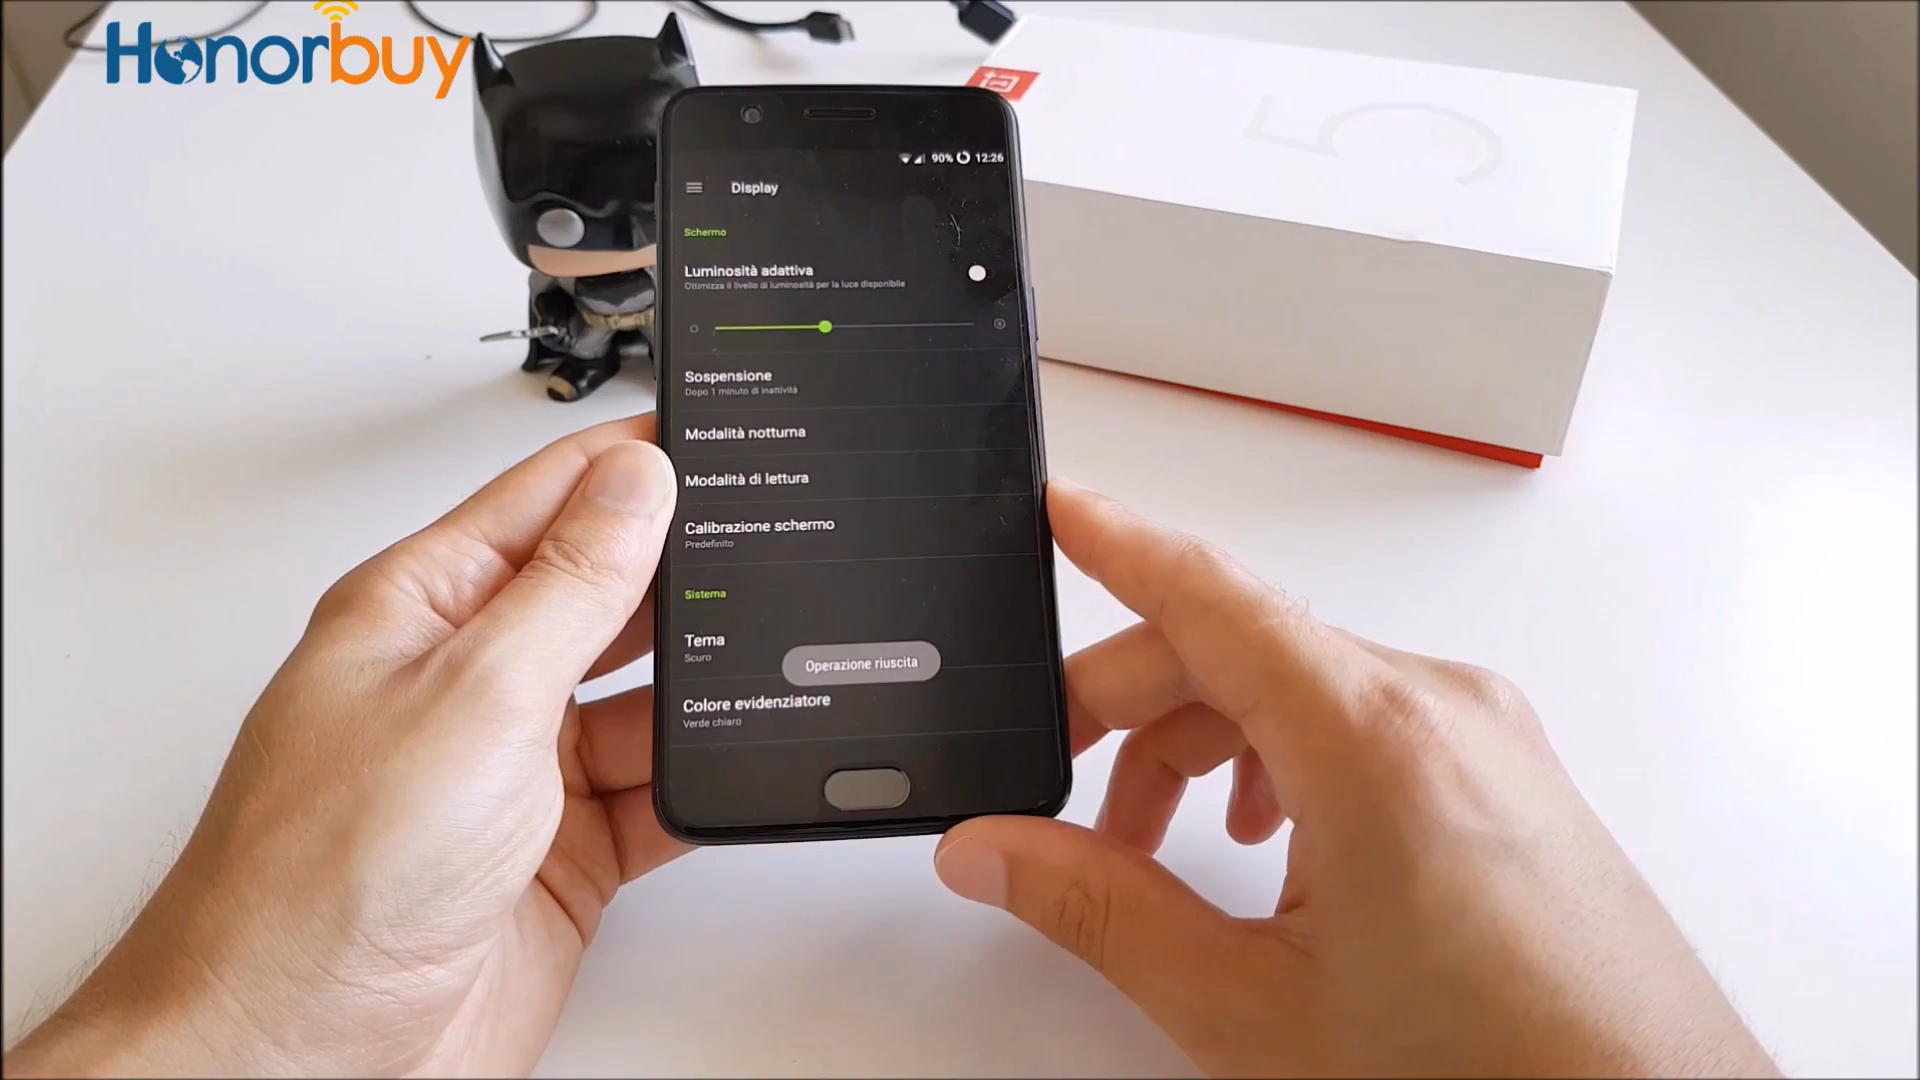 Honorbuy
5
90% 12:26
Display
Schermo
Luminosità adattiva
Ottimizza il livello di luminosità per la luce disponibile
Sospensione
Dopo 1 minuto di inattività
Modalità notturna
Modalità di lettura
Calibrazione schermo
Predefinito
Sistema
Tema
Scuro
Operazione riuscita
Colore evidenziatore
Verde chiaro